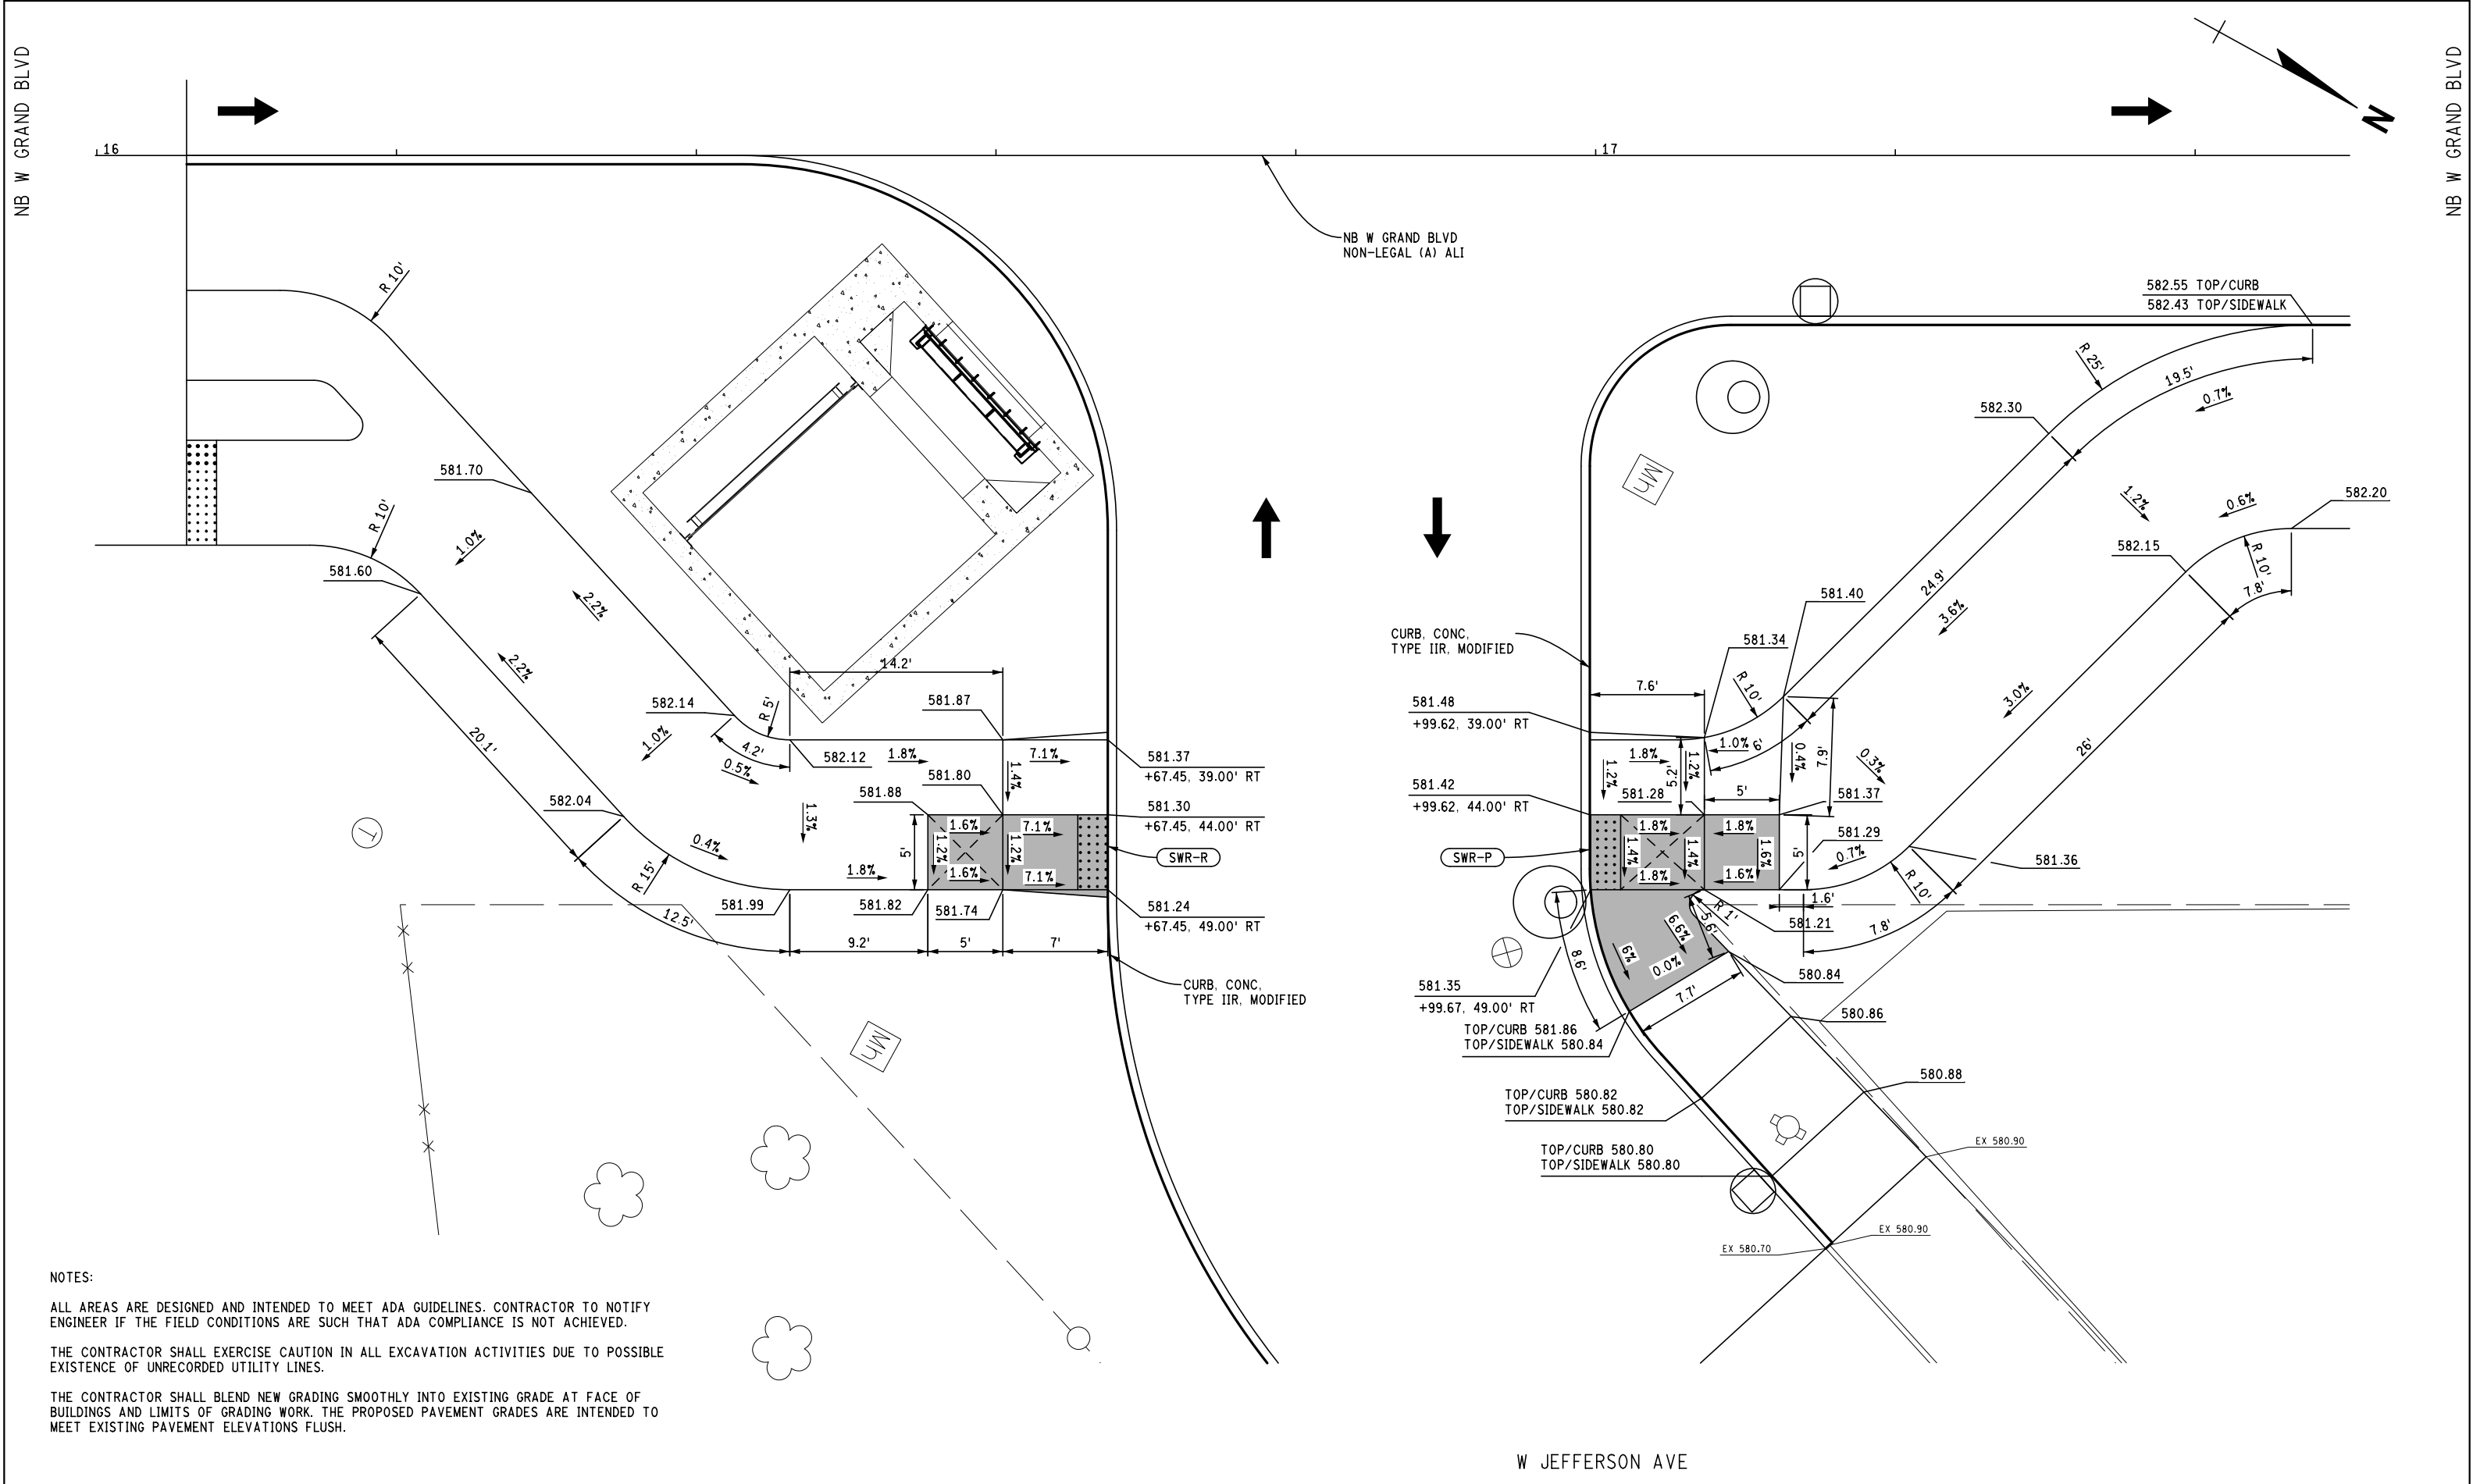 NB W GRAND BLVD
NB W GRAND BLVD
N
16
17
NB W GRAND BLVD
NON-LEGAL (A) ALI
R 10'
R 10'
581.70
581.60
1.0%
2.2%
2.2%
20.1'
582.14
R 5'
4.2'
1.0%
0.5%
14.2'
581.87
582.12
1.8%
7.1%
1.4%
581.37
+67.45, 39.00' RT
581.80
581.88
581.30
+67.45, 44.00' RT
582.04
0.4%
1.3%
5'
1.6%
1.2%
1.6%
7.1%
1.2%
7.1%
SWR-R
R 15'
12.5'
1.8%
581.99
581.82
581.74
581.24
+67.45, 49.00' RT
9.2'
5'
7'
CURB, CONC,
TYPE IIR, MODIFIED
Mh
T
582.55 TOP/CURB
582.43 TOP/SIDEWALK
R 25'
19.5'
0.7%
582.30
Mh
1.2%
0.6%
582.20
582.15
R 10'
7.8'
24.9'
3.6%
3.0%
26'
581.40
581.34
CURB, CONC,
TYPE IIR, MODIFIED
7.6'
R 10'
581.48
+99.62, 39.00' RT
1.8%
1.2%
5.2'
1.2%
1.0%
6'
0.4%
7.9'
0.3%
581.42
+99.62, 44.00' RT
581.28
5'
581.37
1.8%
1.8%
581.29
SWR-P
1.4%
1.4%
1.6%
5'
0.7%
581.36
1.8%
1.6%
R 10'
1.6'
R 1'
581.21
7.8'
5.6'
6.6%
6%
0.0%
8.6'
7.7'
580.84
581.35
+99.67, 49.00' RT
580.86
TOP/CURB 581.86
TOP/SIDEWALK 580.84
580.88
TOP/CURB 580.82
TOP/SIDEWALK 580.82
EX 580.90
TOP/CURB 580.80
TOP/SIDEWALK 580.80
EX 580.90
EX 580.70
NOTES:
ALL AREAS ARE DESIGNED AND INTENDED TO MEET ADA GUIDELINES. CONTRACTOR TO NOTIFY
ENGINEER IF THE FIELD CONDITIONS ARE SUCH THAT ADA COMPLIANCE IS NOT ACHIEVED.
THE CONTRACTOR SHALL EXERCISE CAUTION IN ALL EXCAVATION ACTIVITIES DUE TO POSSIBLE
EXISTENCE OF UNRECORDED UTILITY LINES.
THE CONTRACTOR SHALL BLEND NEW GRADING SMOOTHLY INTO EXISTING GRADE AT FACE OF
BUILDINGS AND LIMITS OF GRADING WORK. THE PROPOSED PAVEMENT GRADES ARE INTENDED TO
MEET EXISTING PAVEMENT ELEVATIONS FLUSH.
W JEFFERSON AVE